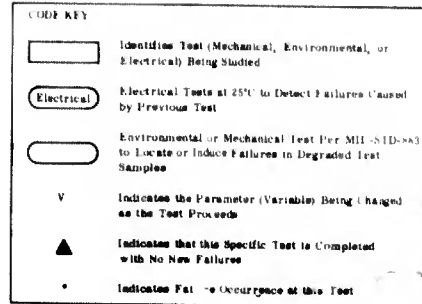 CODE KEY
Identifies Test (Mechanical, Environmental, or
Electrical) Being Studied
Electrical
Electrical Tests at 25°C to Detect Failures Caused
by Previous Test
Environmental or Mechanical Test Per MIL-STD-883
to Locate or Induce Failures in Degraded Test
Samples
V
Indicates the Parameter (Variable) Being Changed
as the Test Proceeds
Indicates that this Specific Test is Completed
with No New Failures
Indicates Occurrence at this Test